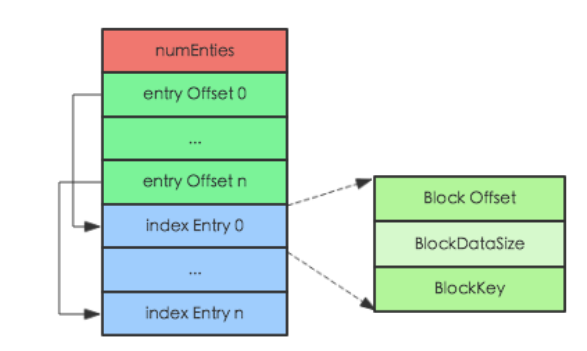 numEnties
entry Offset 0
...
entry Offset n
index Entry 0
...
index Entry n
Block Offset
BlockDataSize
BlockKey